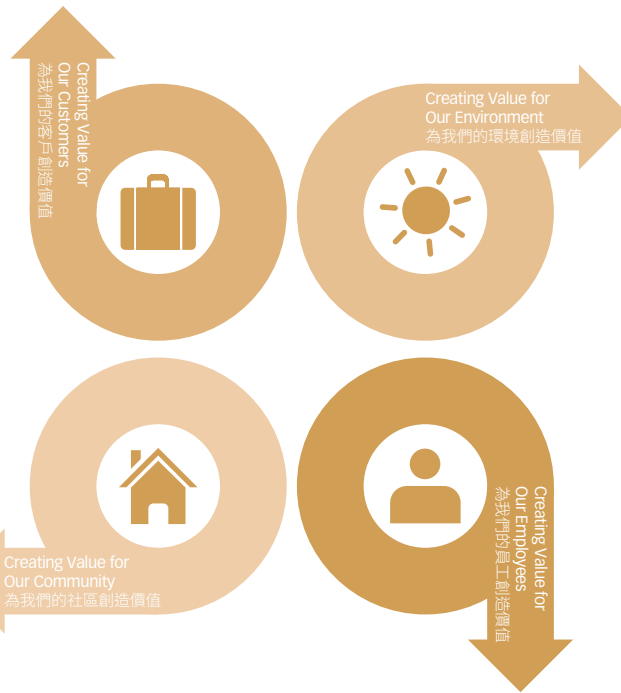 Creating Value for
Our Customers
為我們的客戶創造價值
Creating Value for
Our Environment
為我們的環境創造價值
Creating Value for
Our Community
為我們的社區創造價值
Creating Value for
Our Employees
為我們的員工創造價值